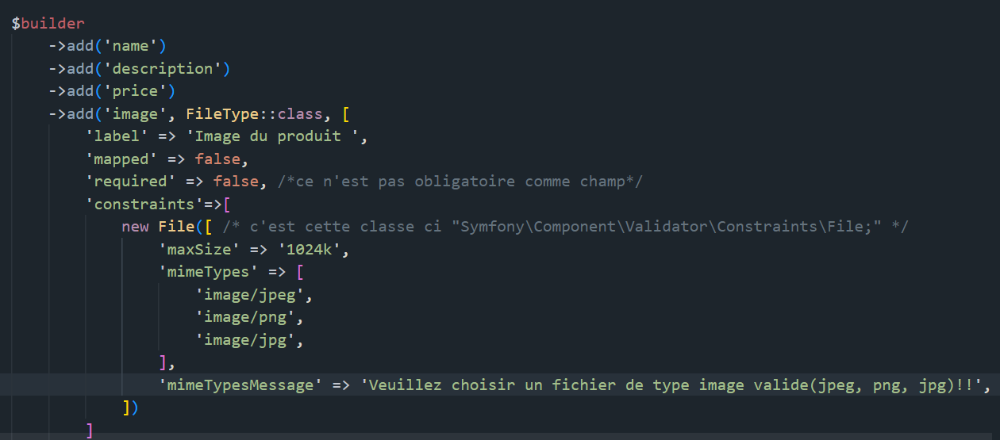 $builder
->add('name')
->add('description')
->add('price')
->add('image', FileType::class, [
'label' => 'Image du produit ',
'mapped' => false,
'required' => false, /*ce n'est pas obligatoire comme champ*/
'constraints'=>[
new File([ /* c'est cette classe ci "Symfony\Component\Validator\Constraints\File;" */
'maxSize' => '1024k',
'mimeTypes' => [
'image/jpeg',
'image/png',
'image/jpg',
],
'mimeTypesMessage' => 'Veuillez choisir un fichier de type image valide(jpeg, png, jpg)!!',
])
]